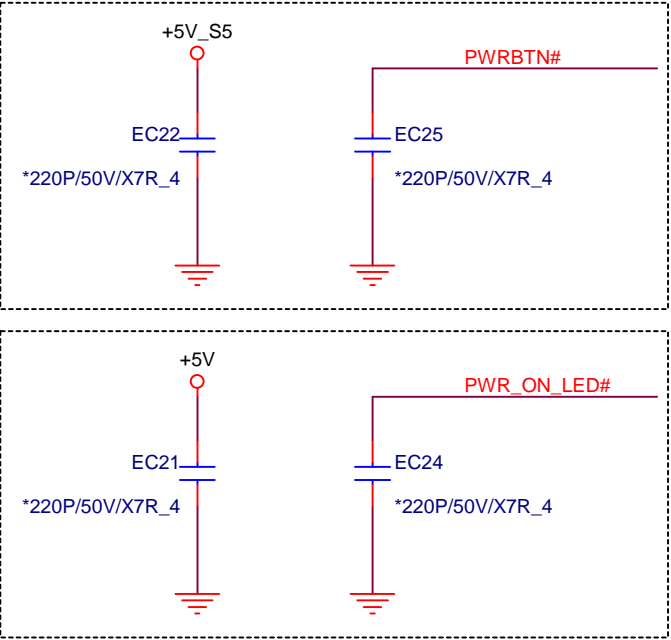 +5V_S5
PWRBTN#
EC22
EC25
*220P/50V/X7R_4
*220P/50V/X7R_4
+5V
PWR_ON_LED#
EC21
EC24
*220P/50V/X7R_4
*220P/50V/X7R_4